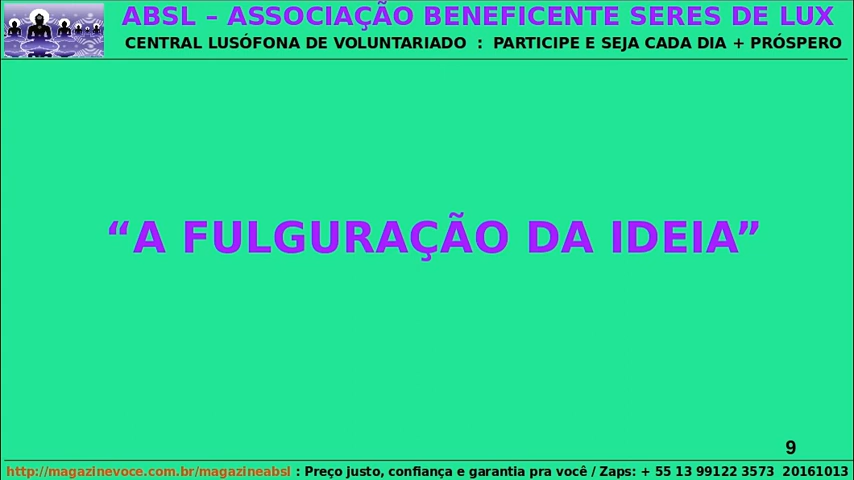 ABSL – ASSOCIAÇÃO BENEFICENTE SERES DE LUX
CENTRAL LUSÓFONA DE VOLUNTARIADO : PARTICIPE E SEJA CADA DIA + PRÓSPERO
“A FULGURAÇÃO DA IDEIA”
9
http://magazinevoce.com.br/magazineabsl : Preço justo, confiança e garantia pra você / Zaps: + 55 13 99122 3573 20161013